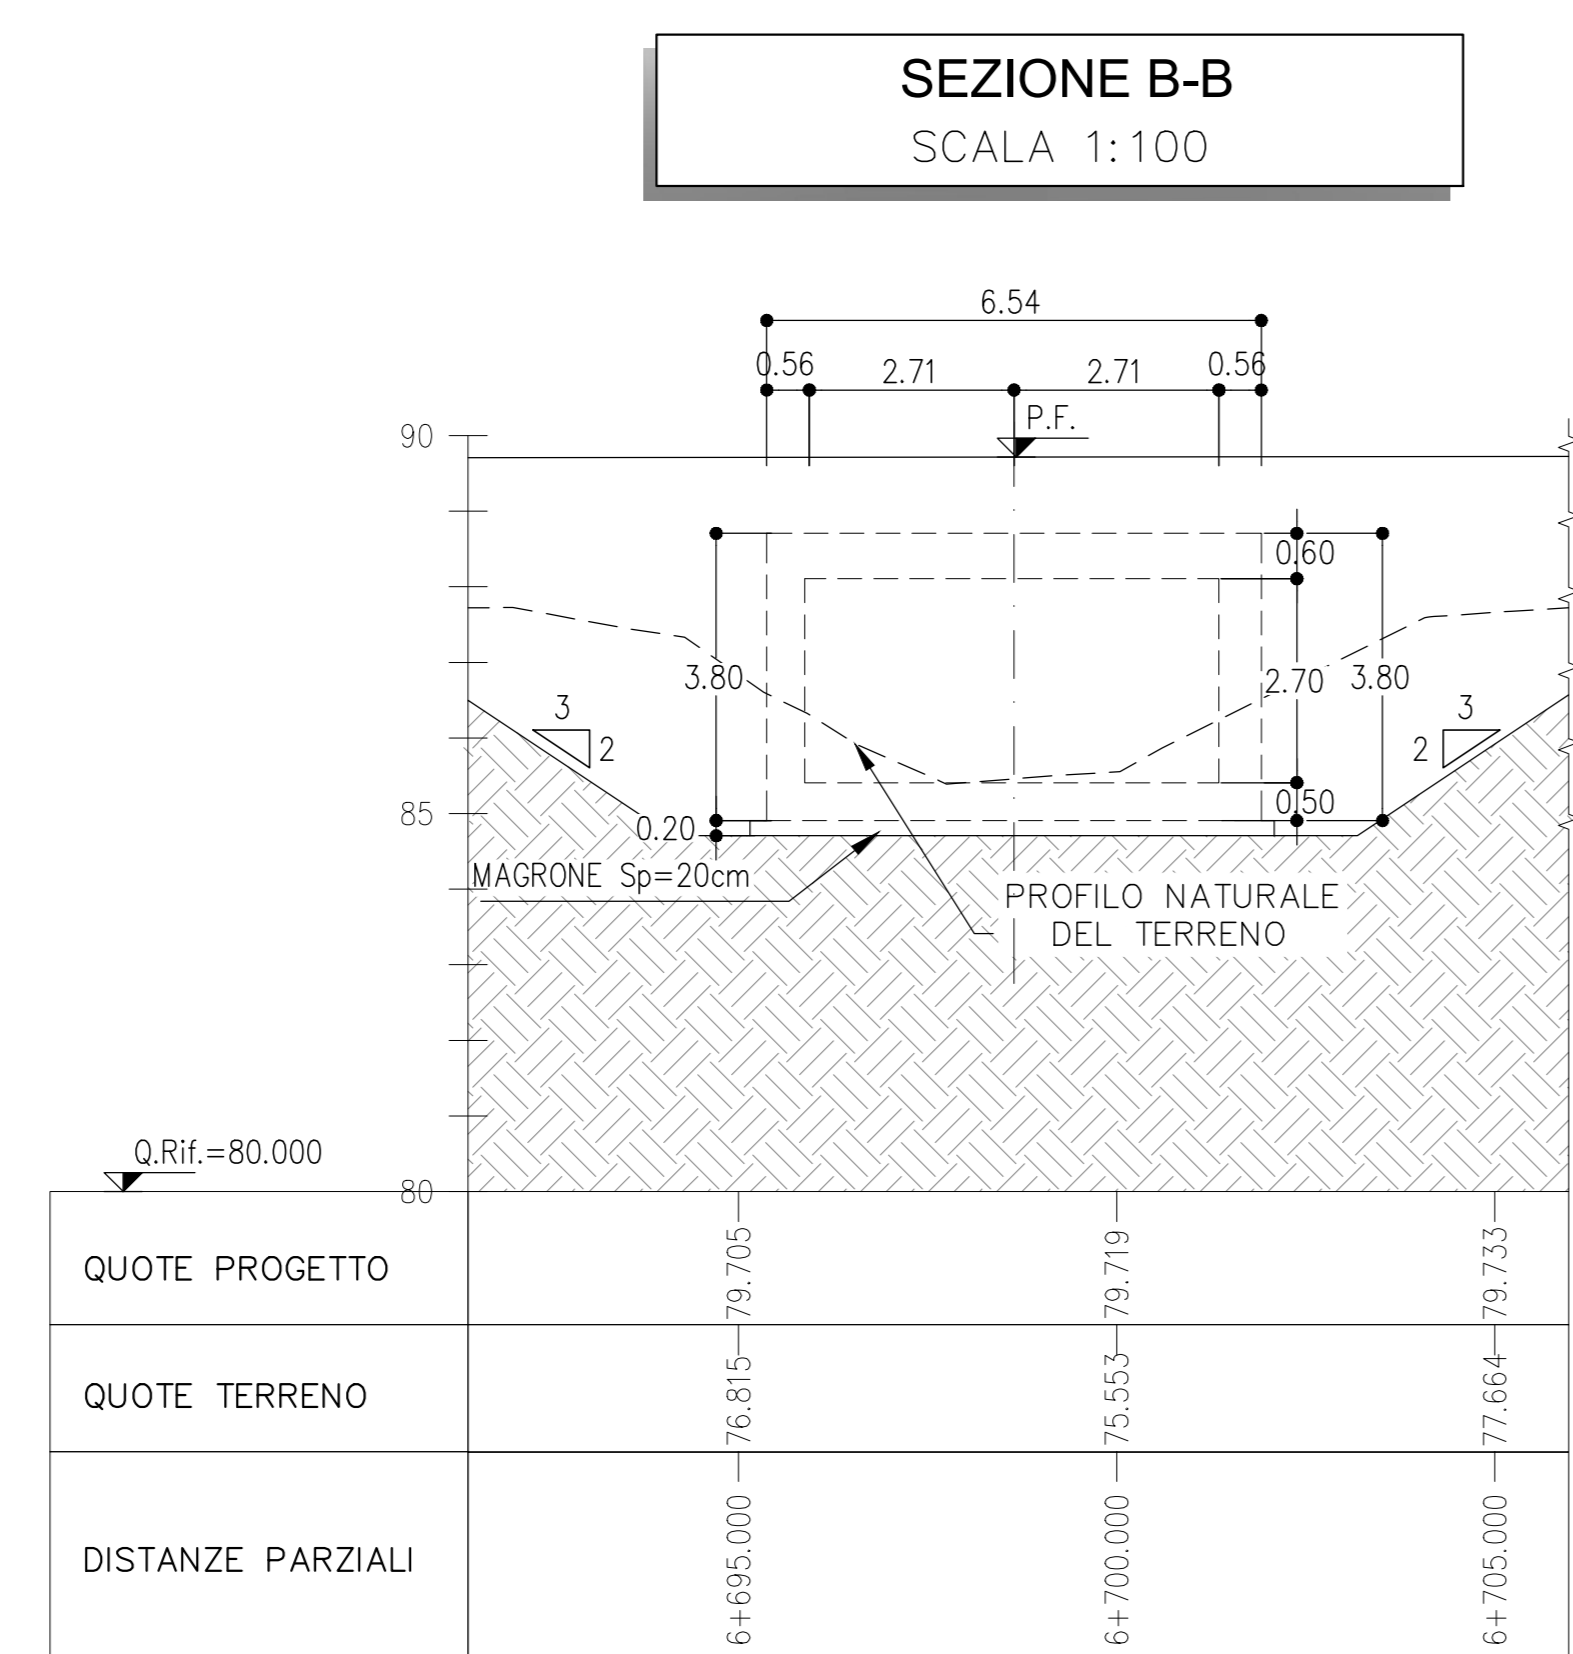 SEZIONE B-B
SCALA 1:100
6.54
0.56 2.71 2.71 0.56
P.F.
90
0.60
3.80 2.70 3.80
3 3
2 2
85
0.20 0.50
MAGRONE Sp=20cm
PROFILO NATURALE
DEL TERRENO
Q.Rif.=80.000
80
QUOTE PROGETTO 79.705 79.719 79.733
QUOTE TERRENO 76.815 75.553 77.664
DISTANZE PARZIALI 6+695.000 6+700.000 6+705.000